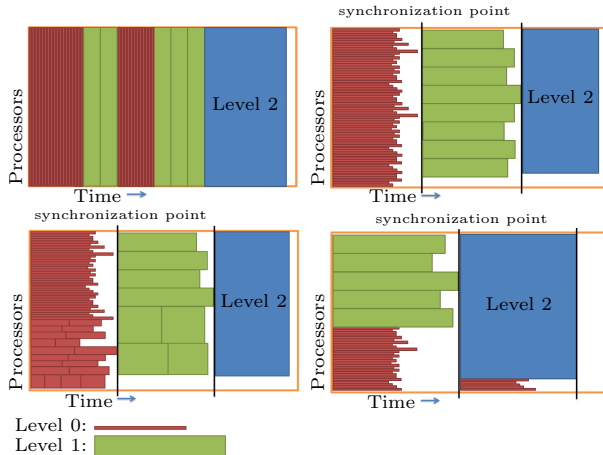 synchronization point
Processors
Level 2
Time
Processors
Level 2
Time
synchronization point
synchronization point
Processors
Level 2
Time
Processors
Level 2
Time
Level 0:
Level 1: